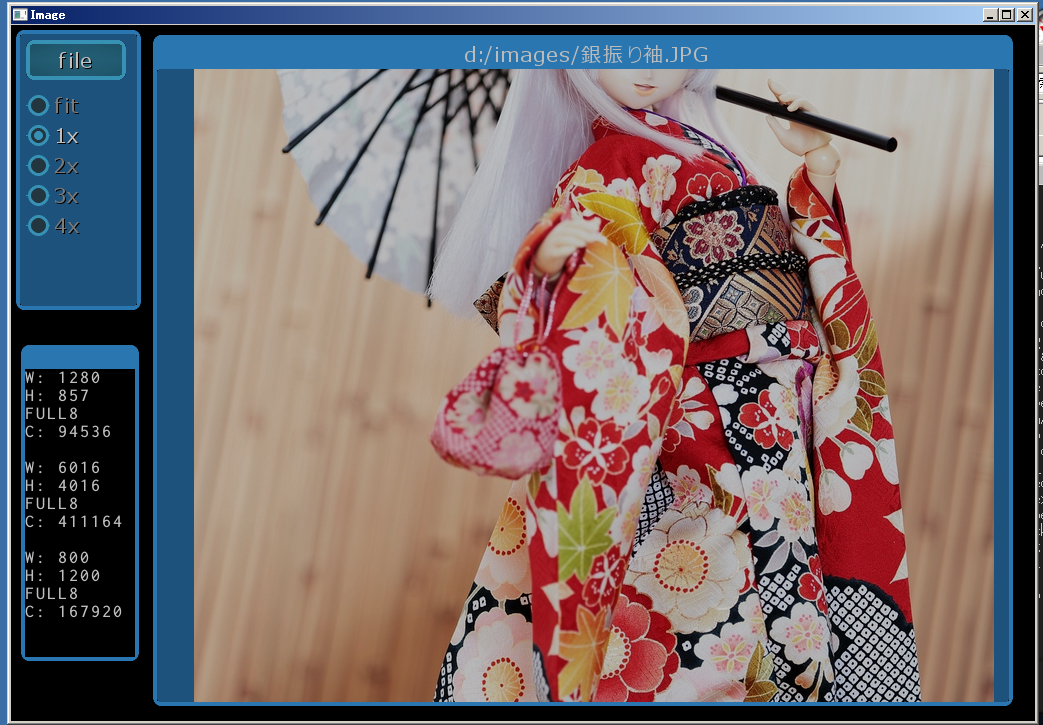 Image
file
fit
1x
2x
3x
4x
d:/images/銀振り袖.JPG
W: 1280
H: 857
FULL8
C: 94536
W: 6016
H: 4016
FULL8
C: 411164
W: 800
H: 1200
FULL8
C: 167920